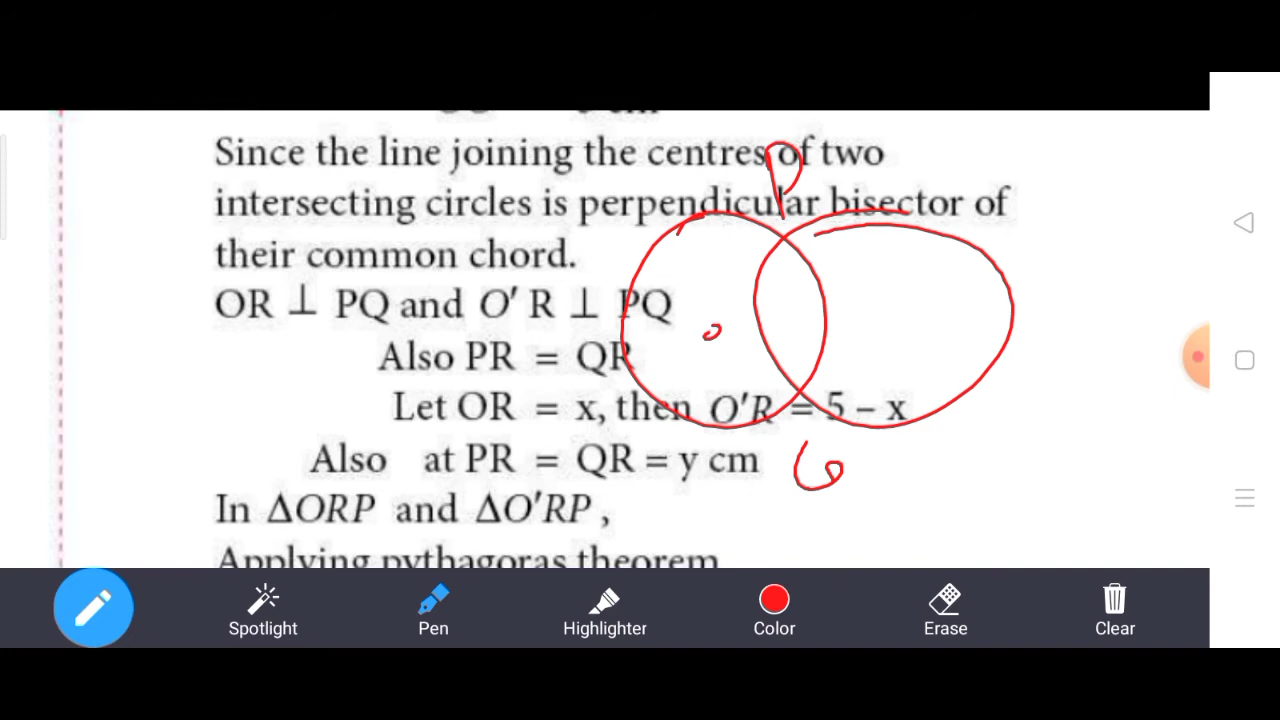 Since the line joining the centres of two
intersecting circles is perpendicular bisector of
their common chord.
OR ⊥ PQ and O′ R ⊥ PQ
Also PR = QR
Let OR = x, then O′R = 5 – x
Also at PR = QR = y cm
In ΔORP and ΔO′RP ,
Applying pythagoras theorem
P
o
Spotlight
Pen
Highlighter
Color
Erase
Clear